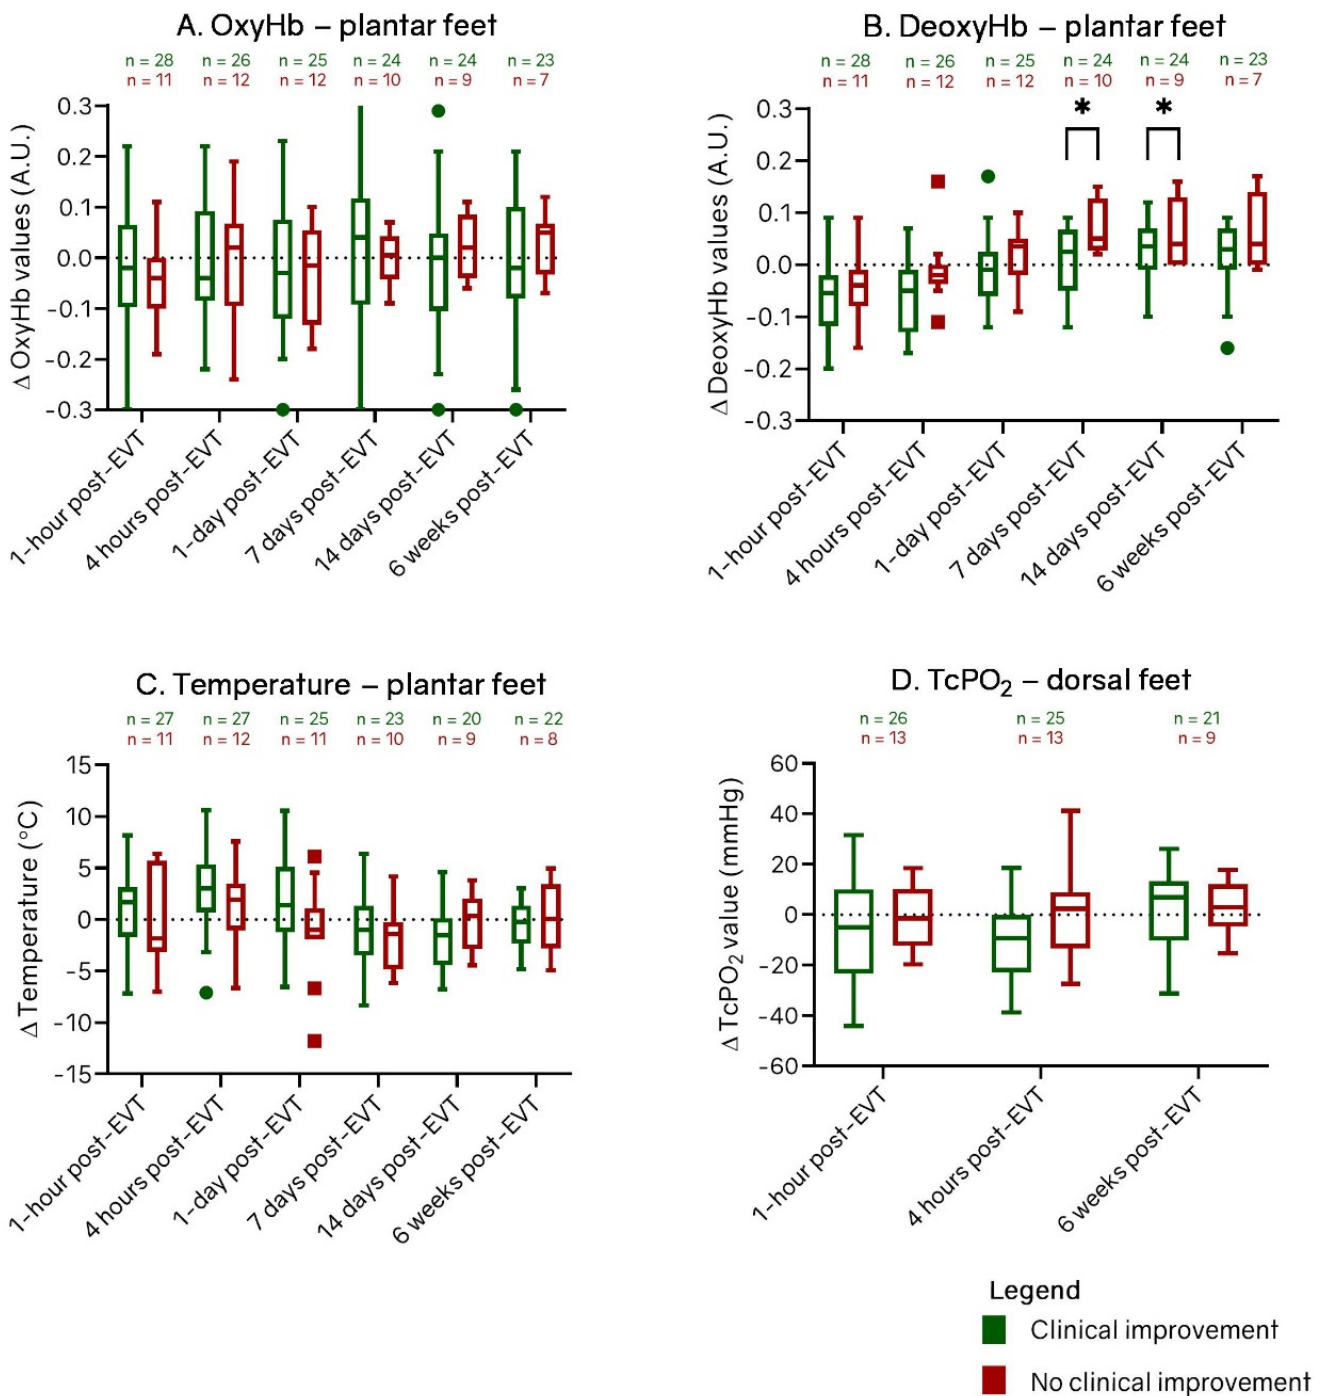 A. OxyHb – plantar feet
n = 28 n = 26 n = 25 n = 24 n = 24 n = 23
n = 11 n = 12 n = 12 n = 10 n = 9 n = 7
Δ OxyHb values (A.U.)
0.3
0.2
0.1
0.0
-0.1
-0.2
-0.3
1-hour post-EVT
4 hours post-EVT
1-day post-EVT
7 days post-EVT
14 days post-EVT
6 weeks post-EVT
B. DeoxyHb – plantar feet
n = 28 n = 26 n = 25 n = 24 n = 24 n = 23
n = 11 n = 12 n = 12 n = 10 n = 9 n = 7
* *
Δ DeoxyHb values (A.U.)
0.3
0.2
0.1
0.0
-0.1
-0.2
-0.3
1-hour post-EVT
4 hours post-EVT
1-day post-EVT
7 days post-EVT
14 days post-EVT
6 weeks post-EVT
C. Temperature – plantar feet
n = 27 n = 27 n = 25 n = 23 n = 20 n = 22
n = 11 n = 12 n = 11 n = 10 n = 9 n = 8
Δ Temperature (°C)
15
10
5
0
-5
-10
-15
1-hour post-EVT
4 hours post-EVT
1-day post-EVT
7 days post-EVT
14 days post-EVT
6 weeks post-EVT
D. TcPO₂ – dorsal feet
n = 26 n = 25 n = 21
n = 13 n = 13 n = 9
Δ TcPO₂ value (mmHg)
60
40
20
0
-20
-40
-60
1-hour post-EVT
4 hours post-EVT
6 weeks post-EVT
Legend
Clinical improvement
No clinical improvement